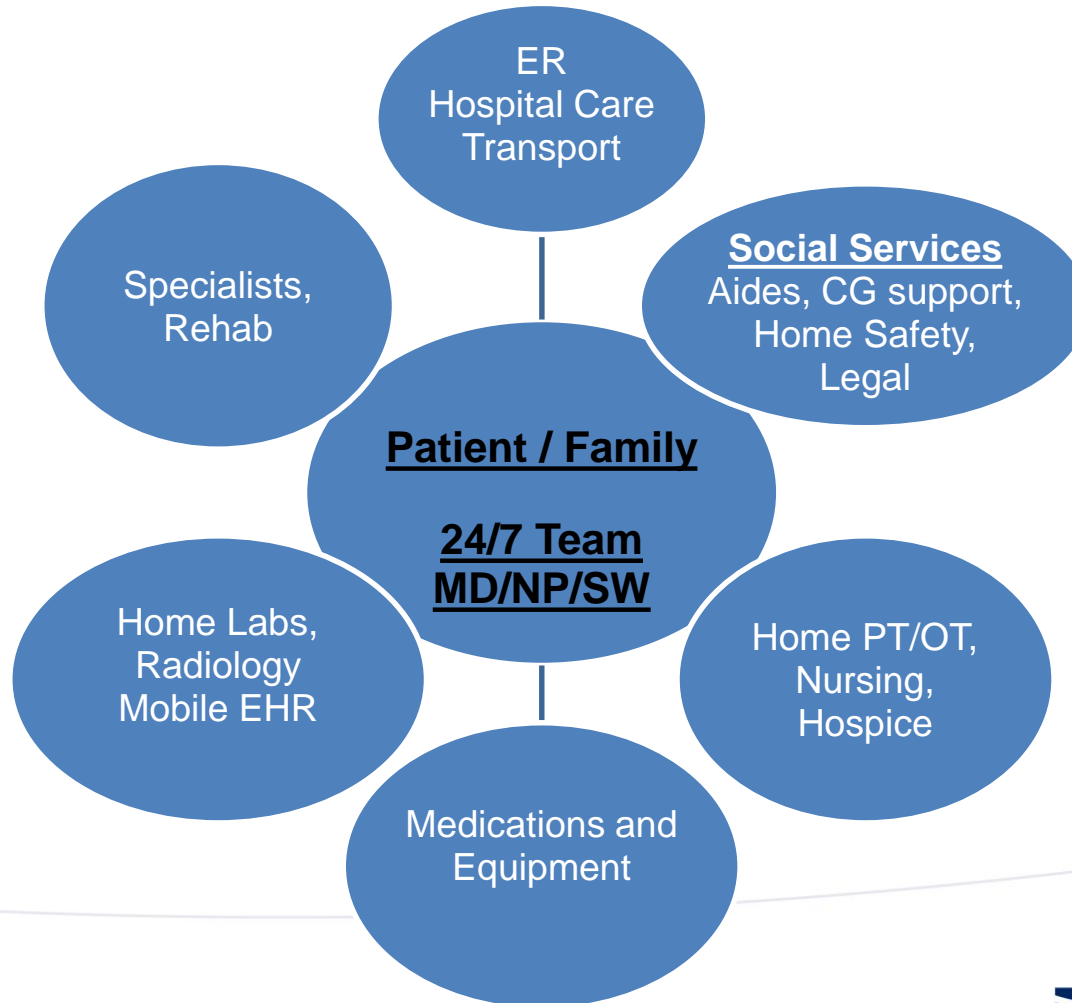 ER
Hospital Care
Transport
Social Services
Aides, CG support,
Home Safety,
Legal
Specialists,
Rehab
Patient / Family
24/7 Team
MD/NP/SW
Home Labs,
Radiology
Mobile EHR
Home PT/OT,
Nursing,
Hospice
Medications and
Equipment